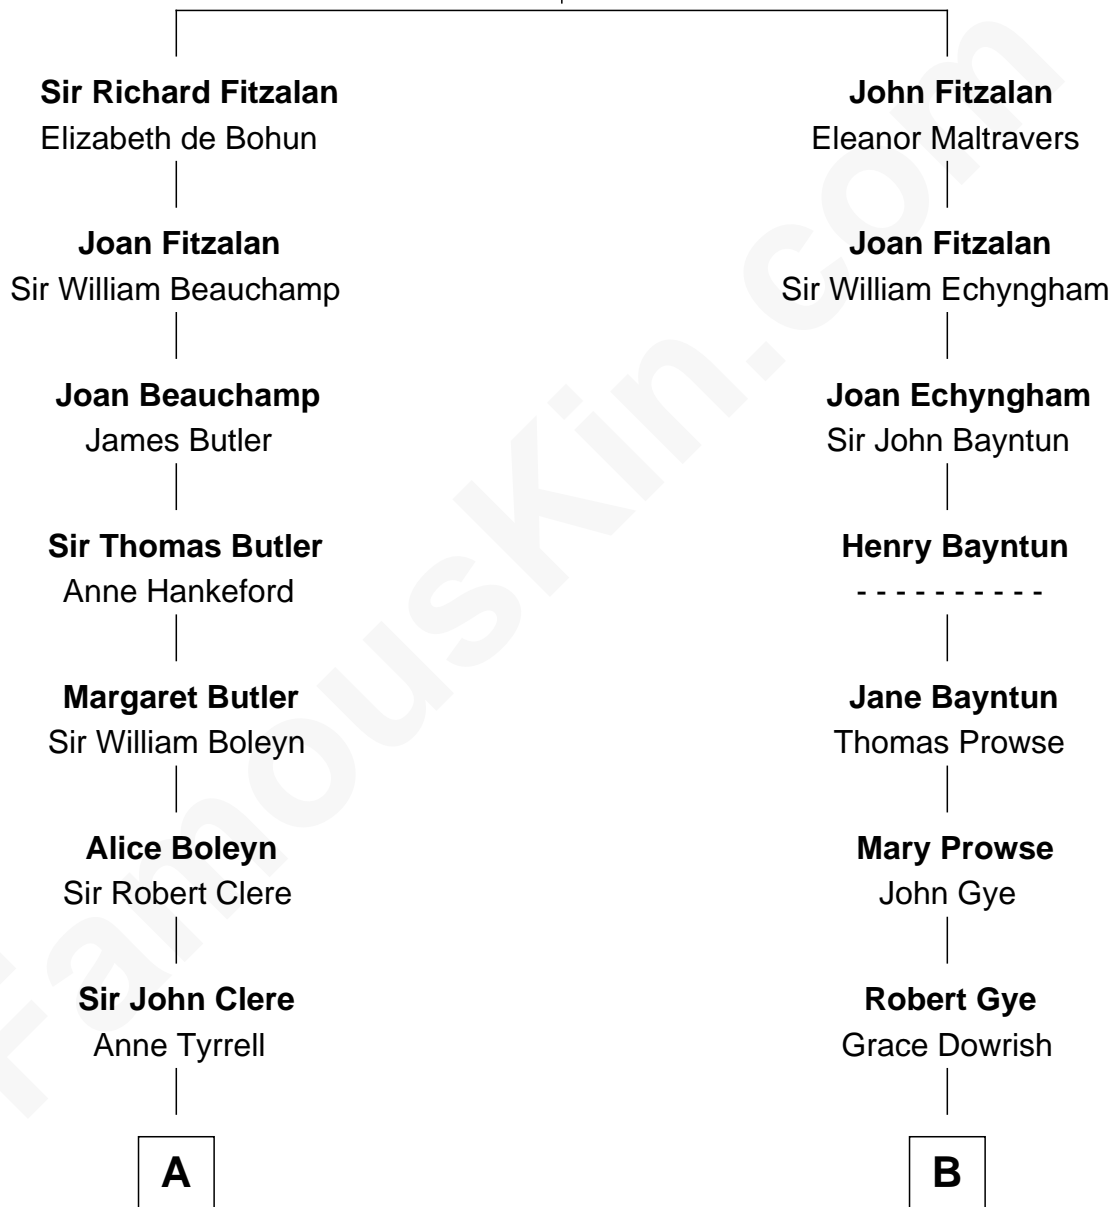 Sir Richard Fitzalan
Elizabeth de Bohun
John Fitzalan
Eleanor Maltravers
Joan Fitzalan
Sir William Beauchamp
Joan Fitzalan
Sir William Echyngham
Joan Beauchamp
James Butler
Joan Echyngham
Sir John Bayntun
Sir Thomas Butler
Anne Hankeford
Henry Bayntun
- - - - - - - - - -
Margaret Butler
Sir William Boleyn
Jane Bayntun
Thomas Prowse
Alice Boleyn
Sir Robert Clere
Mary Prowse
John Gye
Sir John Clere
Anne Tyrrell
Robert Gye
Grace Dowrish
A
B
FamousKin.com